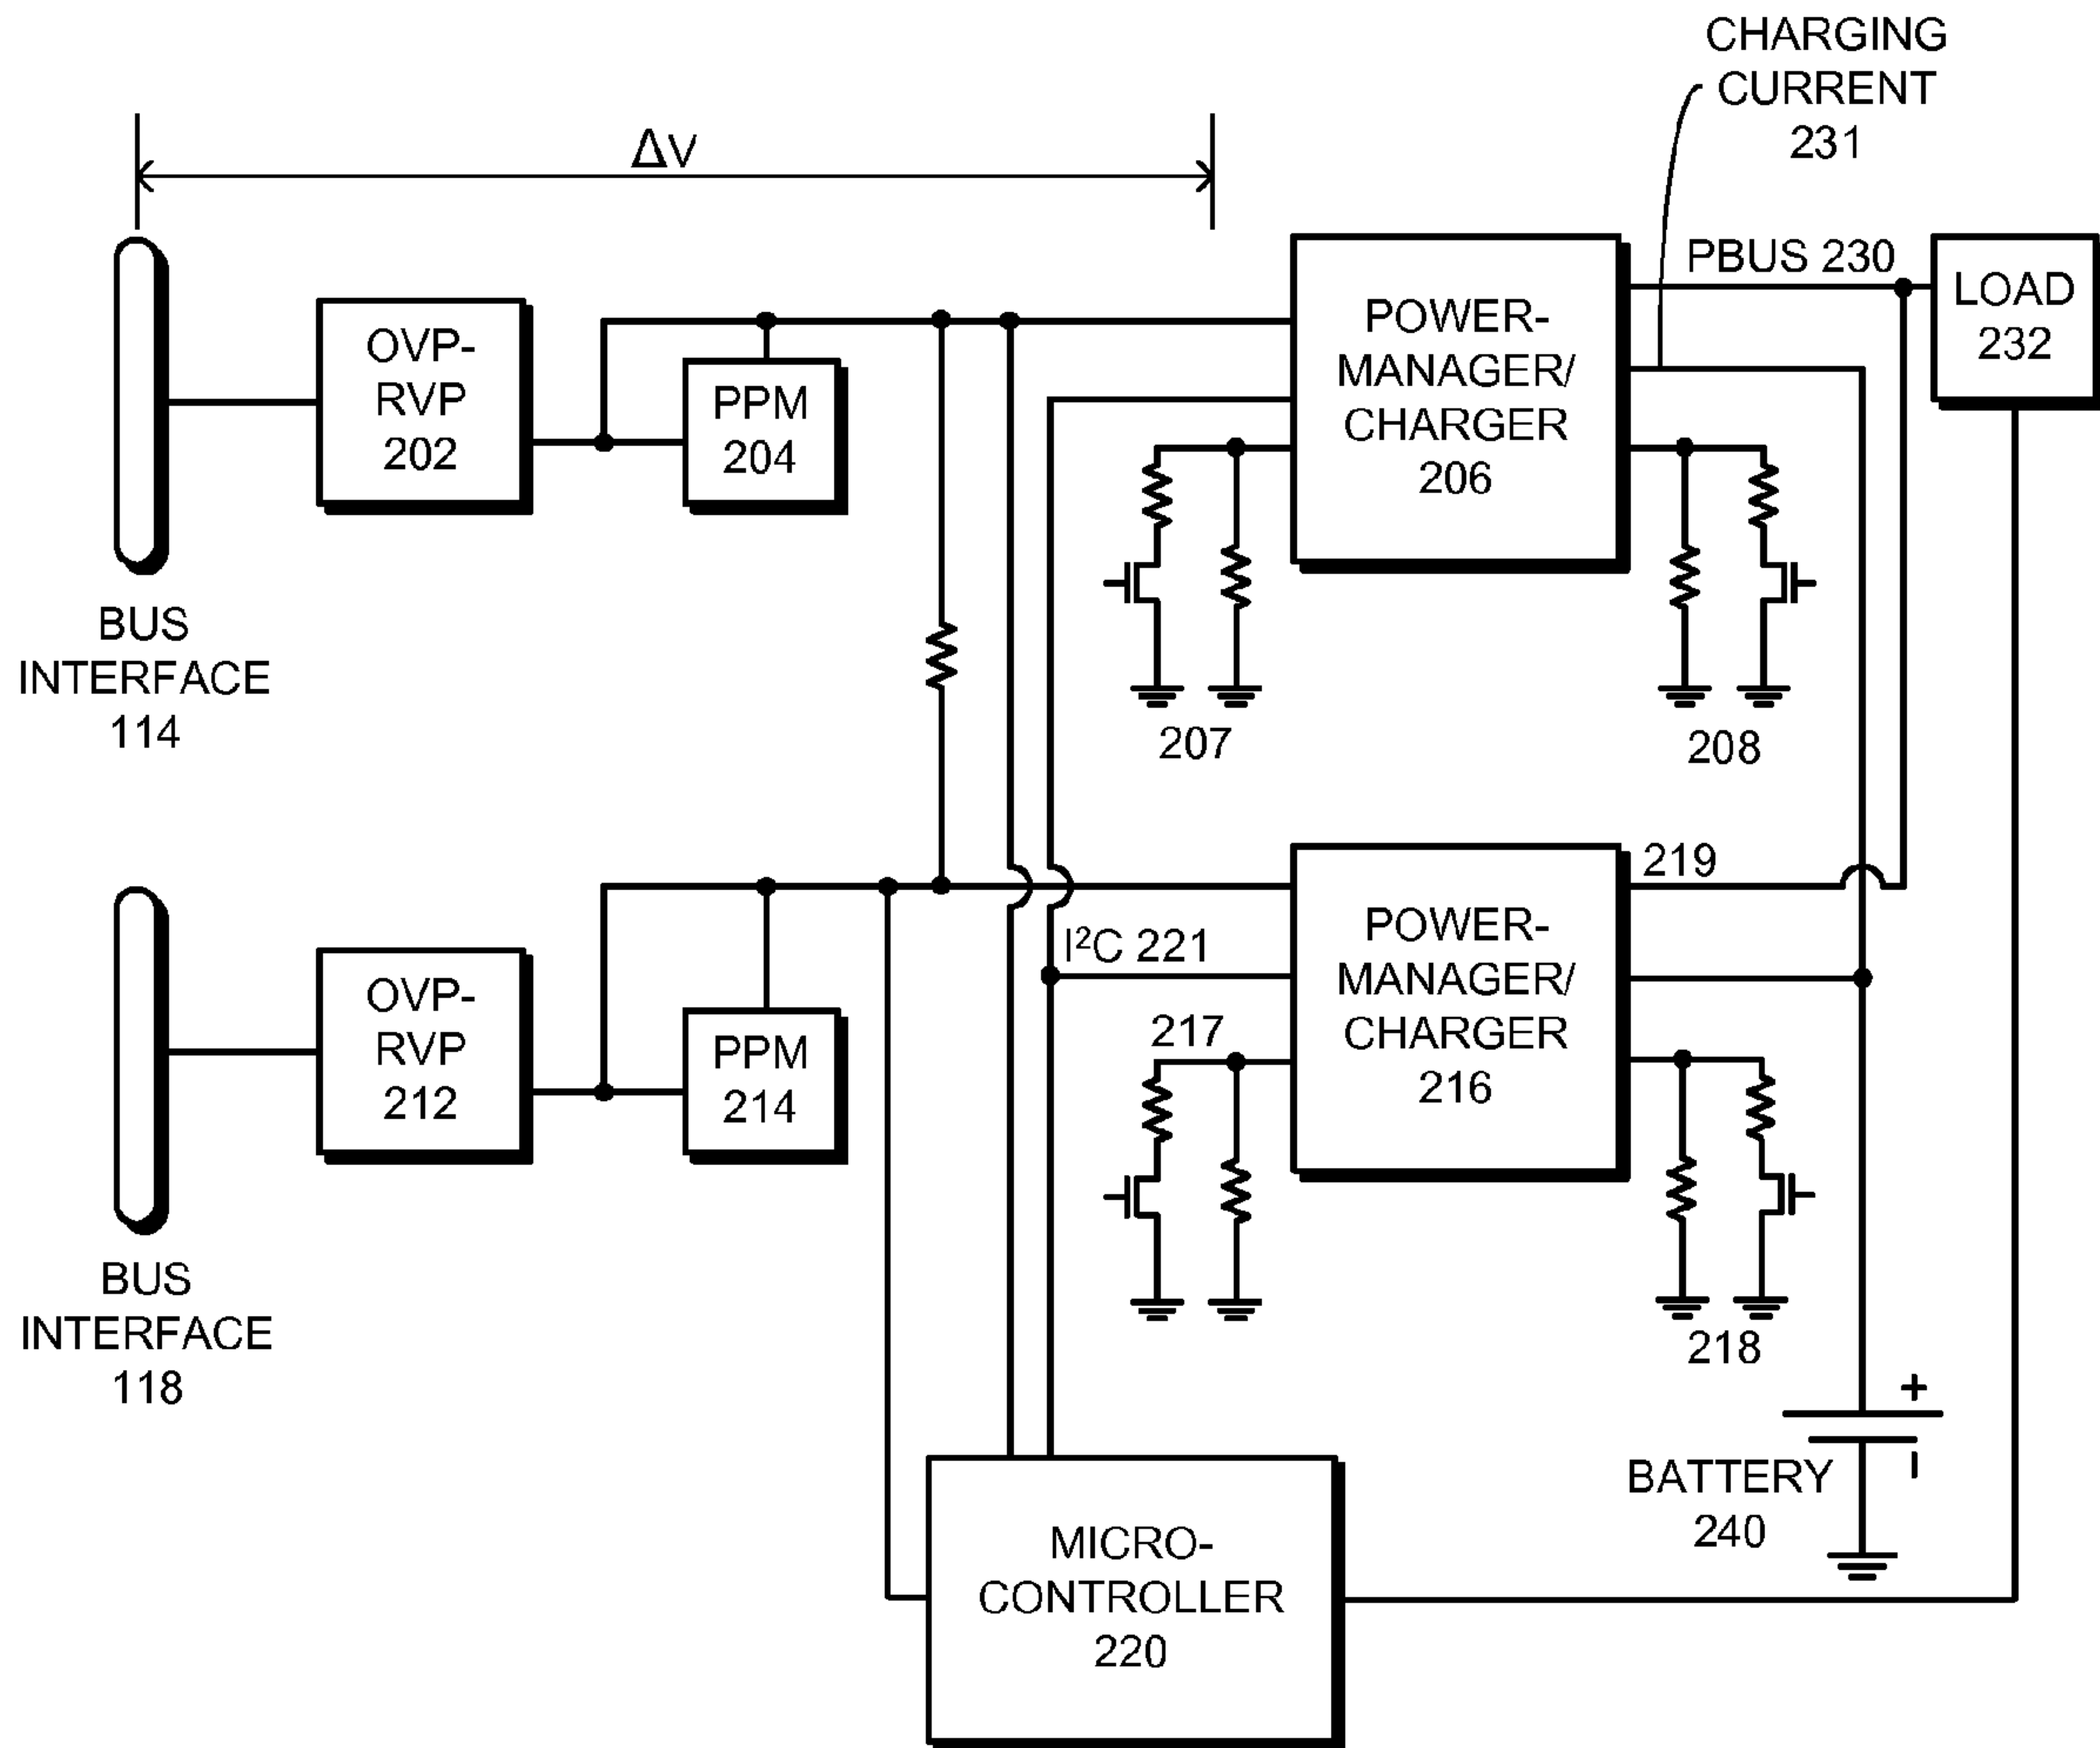 CHARGING
CURRENT
231
ΔV
PBUS 230
LOAD
232
OVP-
RVP
202
PPM
204
POWER-
MANAGER/
CHARGER
206
BUS
INTERFACE
114
207
208
219
I²C 221
POWER-
MANAGER/
CHARGER
216
217
OVP-
RVP
212
PPM
214
BUS
INTERFACE
118
218
+
–
BATTERY
240
MICRO-
CONTROLLER
220